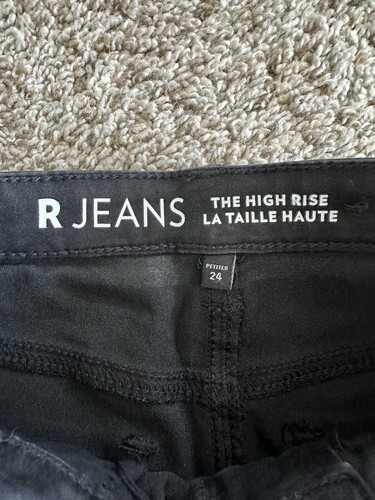 R JEANS
THE HIGH RISE
LA TAILLE HAUTE
PETITES
24